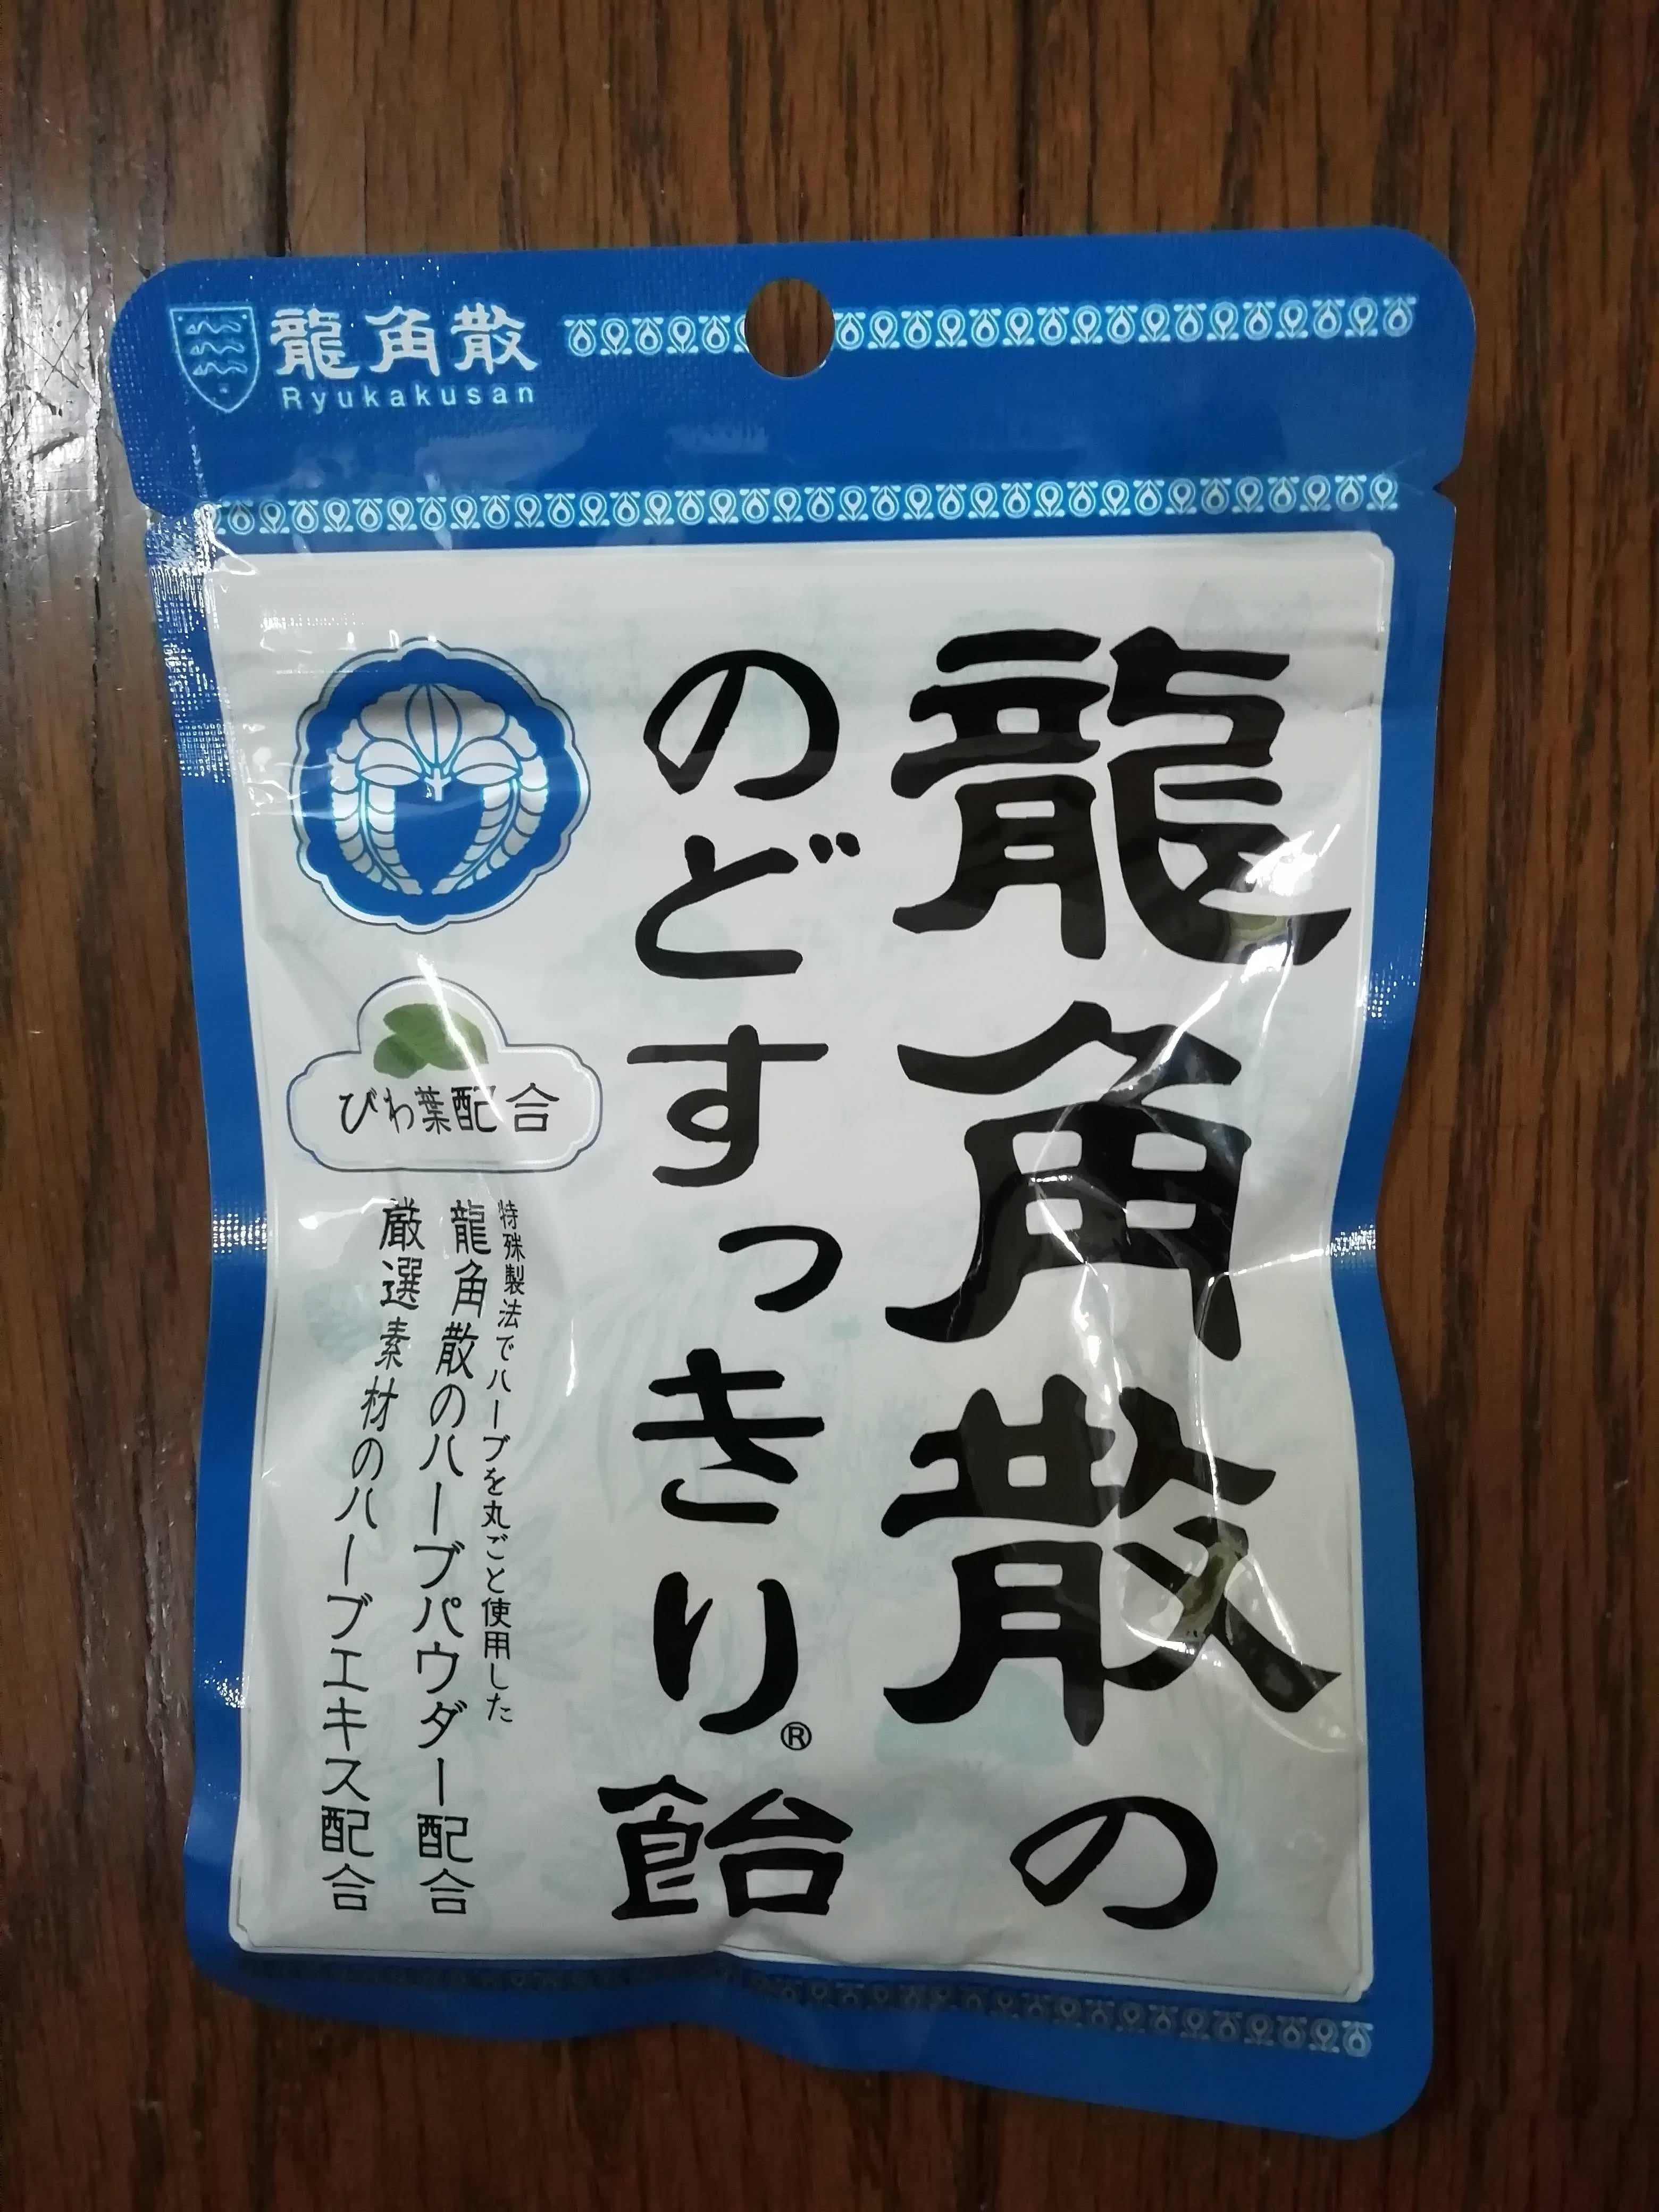 龍角散
Ryukakusan
龍角散の
のどすっきり®飴
びわ葉配合
特殊製法でハーブを丸ごと使用した
龍角散のハーブパウダー配合
厳選素材のハーブエキス配合